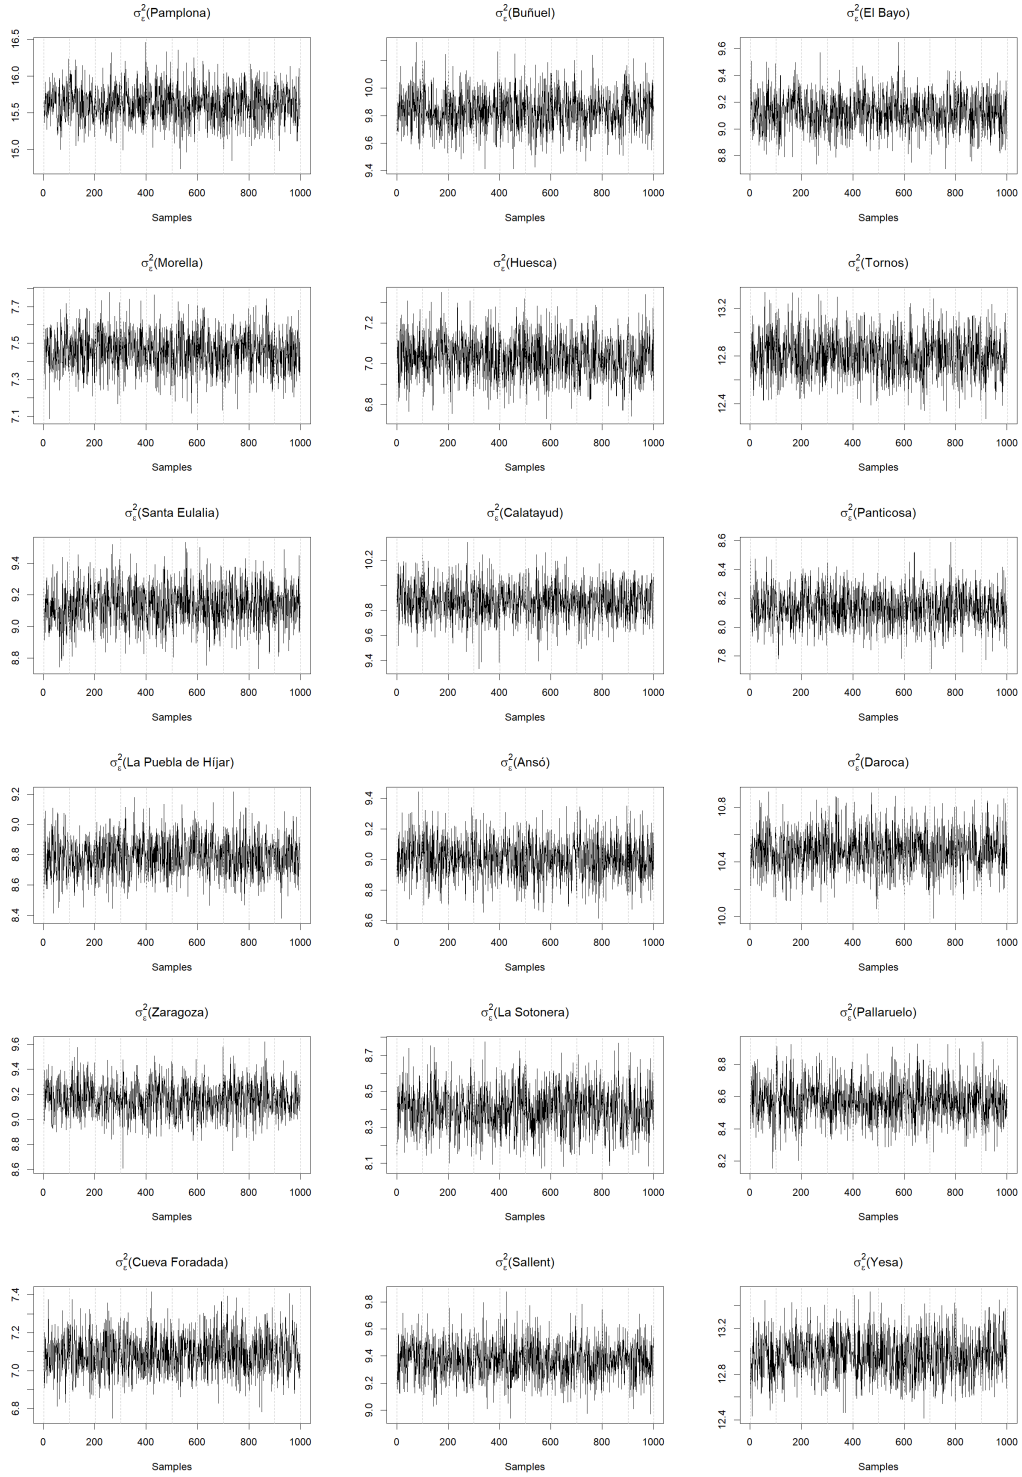 σ²ε(Pamplona)
15.0 15.5 16.0 16.5
0 200 400 600 800 1000
Samples
σ²ε(Buñuel)
9.4 9.6 9.8 10.0
0 200 400 600 800 1000
Samples
σ²ε(El Bayo)
8.8 9.0 9.2 9.4 9.6
0 200 400 600 800 1000
Samples
σ²ε(Morella)
7.1 7.3 7.5 7.7
0 200 400 600 800 1000
Samples
σ²ε(Huesca)
6.8 7.0 7.2
0 200 400 600 800 1000
Samples
σ²ε(Tornos)
12.4 12.8 13.2
0 200 400 600 800 1000
Samples
σ²ε(Santa Eulalia)
8.8 9.0 9.2 9.4
0 200 400 600 800 1000
Samples
σ²ε(Calatayud)
9.4 9.6 9.8 10.2
0 200 400 600 800 1000
Samples
σ²ε(Panticosa)
7.8 8.0 8.2 8.4 8.6
0 200 400 600 800 1000
Samples
σ²ε(La Puebla de Híjar)
8.4 8.6 8.8 9.0 9.2
0 200 400 600 800 1000
Samples
σ²ε(Ansó)
8.6 8.8 9.0 9.2 9.4
0 200 400 600 800 1000
Samples
σ²ε(Daroca)
10.0 10.4 10.8
0 200 400 600 800 1000
Samples
σ²ε(Zaragoza)
8.6 8.8 9.0 9.2 9.4 9.6
0 200 400 600 800 1000
Samples
σ²ε(La Sotonera)
8.1 8.3 8.5 8.7
0 200 400 600 800 1000
Samples
σ²ε(Pallaruelo)
8.2 8.4 8.6 8.8
0 200 400 600 800 1000
Samples
σ²ε(Cueva Foradada)
6.8 7.0 7.2 7.4
0 200 400 600 800 1000
Samples
σ²ε(Sallent)
9.0 9.2 9.4 9.6 9.8
0 200 400 600 800 1000
Samples
σ²ε(Yesa)
12.4 12.8 13.2
0 200 400 600 800 1000
Samples